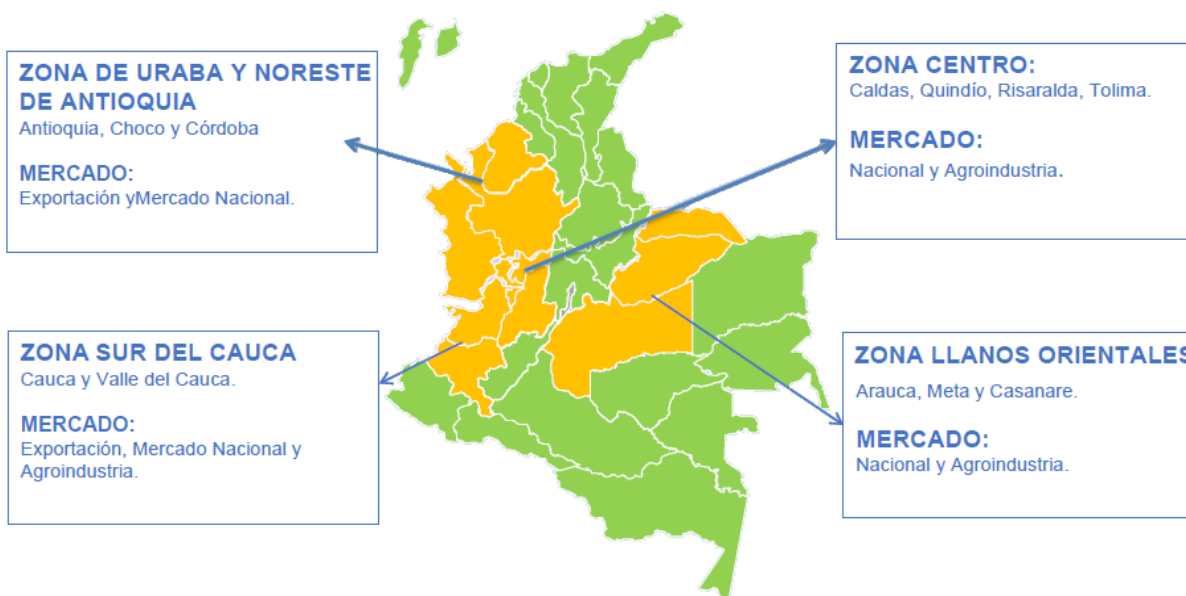 ZONA DE URABA Y NORESTE
DE ANTIOQUIA
Antioquia, Choco y Córdoba
MERCADO:
Exportación yMercado Nacional.
ZONA CENTRO:
Caldas, Quindío, Risaralda, Tolima.
MERCADO:
Nacional y Agroindustria.
ZONA SUR DEL CAUCA
Cauca y Valle del Cauca.
MERCADO:
Exportación, Mercado Nacional y
Agroindustria.
ZONA LLANOS ORIENTALES
Arauca, Meta y Casanare.
MERCADO:
Nacional y Agroindustria.